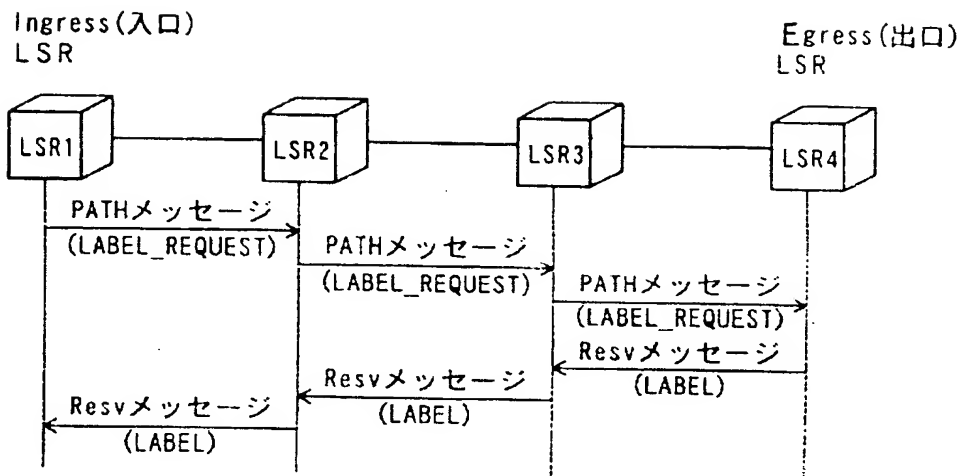 Ingress(入口)
LSR
Egress(出口)
LSR
LSR1
LSR2
LSR3
LSR4
PATHメッセージ
(LABEL_REQUEST)
PATHメッセージ
(LABEL_REQUEST)
PATHメッセージ
(LABEL_REQUEST)
Resvメッセージ
(LABEL)
Resvメッセージ
(LABEL)
Resvメッセージ
(LABEL)